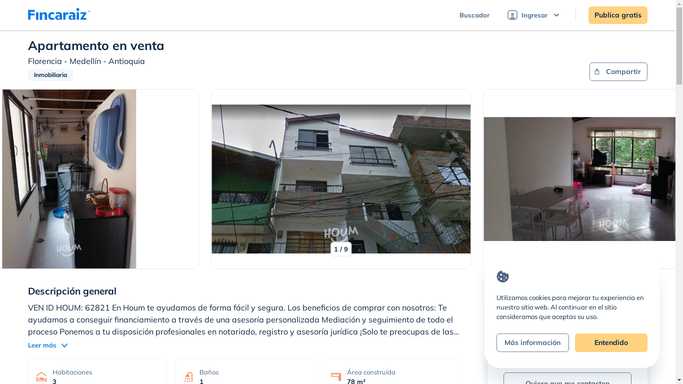 Fincaraiz
Buscador
Ingresar
Publica gratis
Apartamento en venta
Florencia - Medellín - Antioquia
Inmobiliaria
Compartir
HOUM
HOUM
HOUM
1 / 9
Descripción general
VEN ID HOUM: 62821 En Houm te ayudamos de forma fácil y segura. Los beneficios de comprar con nosotros: Te
ayudamos a conseguir financiamiento a través de una asesoría personalizada Mediación y seguimiento de todo el
proceso Ponemos a tu disposición profesionales en notariado, registro y asesoría jurídica ¡Solo te preocupas de las...
Leer más
Habitaciones
3
Baños
1
Área construida
78 m²
Utilizamos cookies para mejorar tu experiencia en
nuestro sitio web. Al continuar en el sitio
consideramos que aceptas su uso.
Más información
Entendido
Quiero que me contacten